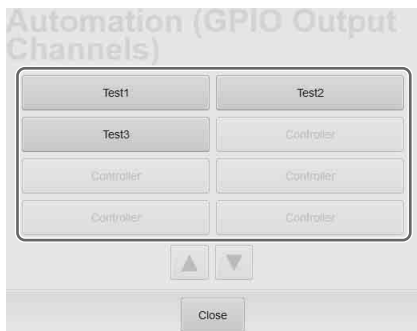 Automation (GPIO Output
Channels)
Test1 Test2
Test3 Controller
Controller Controller
Controller Controller
Close